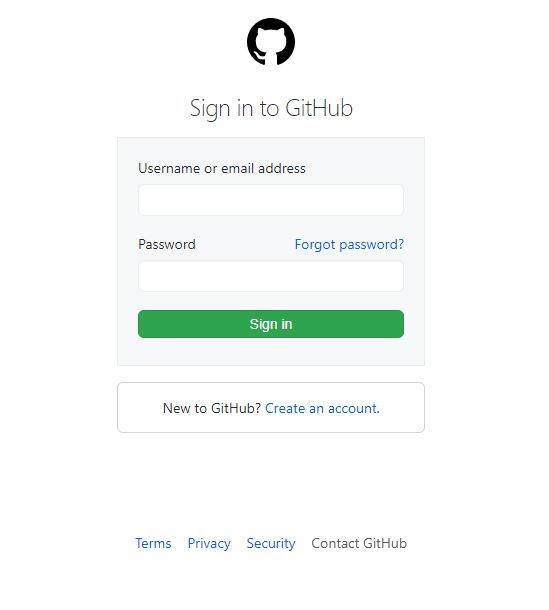 Sign in to GitHub
Username or email address
Password Forgot password?
Sign in
New to GitHub? Create an account.
Terms Privacy Security Contact GitHub